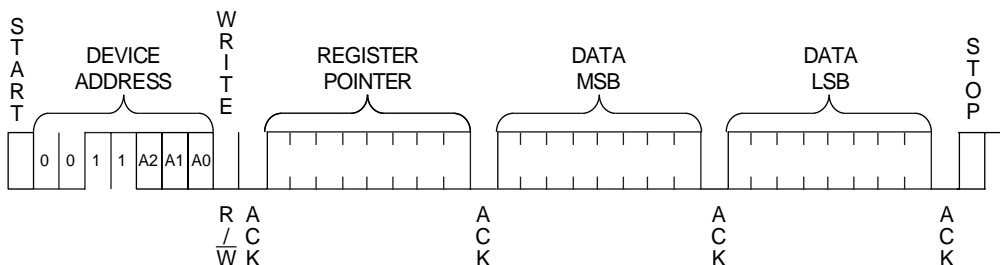 START
DEVICE
ADDRESS
WRITE
REGISTER
POINTER
DATA
MSB
DATA
LSB
STOP
0 0 1 1 A2 A1 A0
R/W
ACK
ACK
ACK
ACK